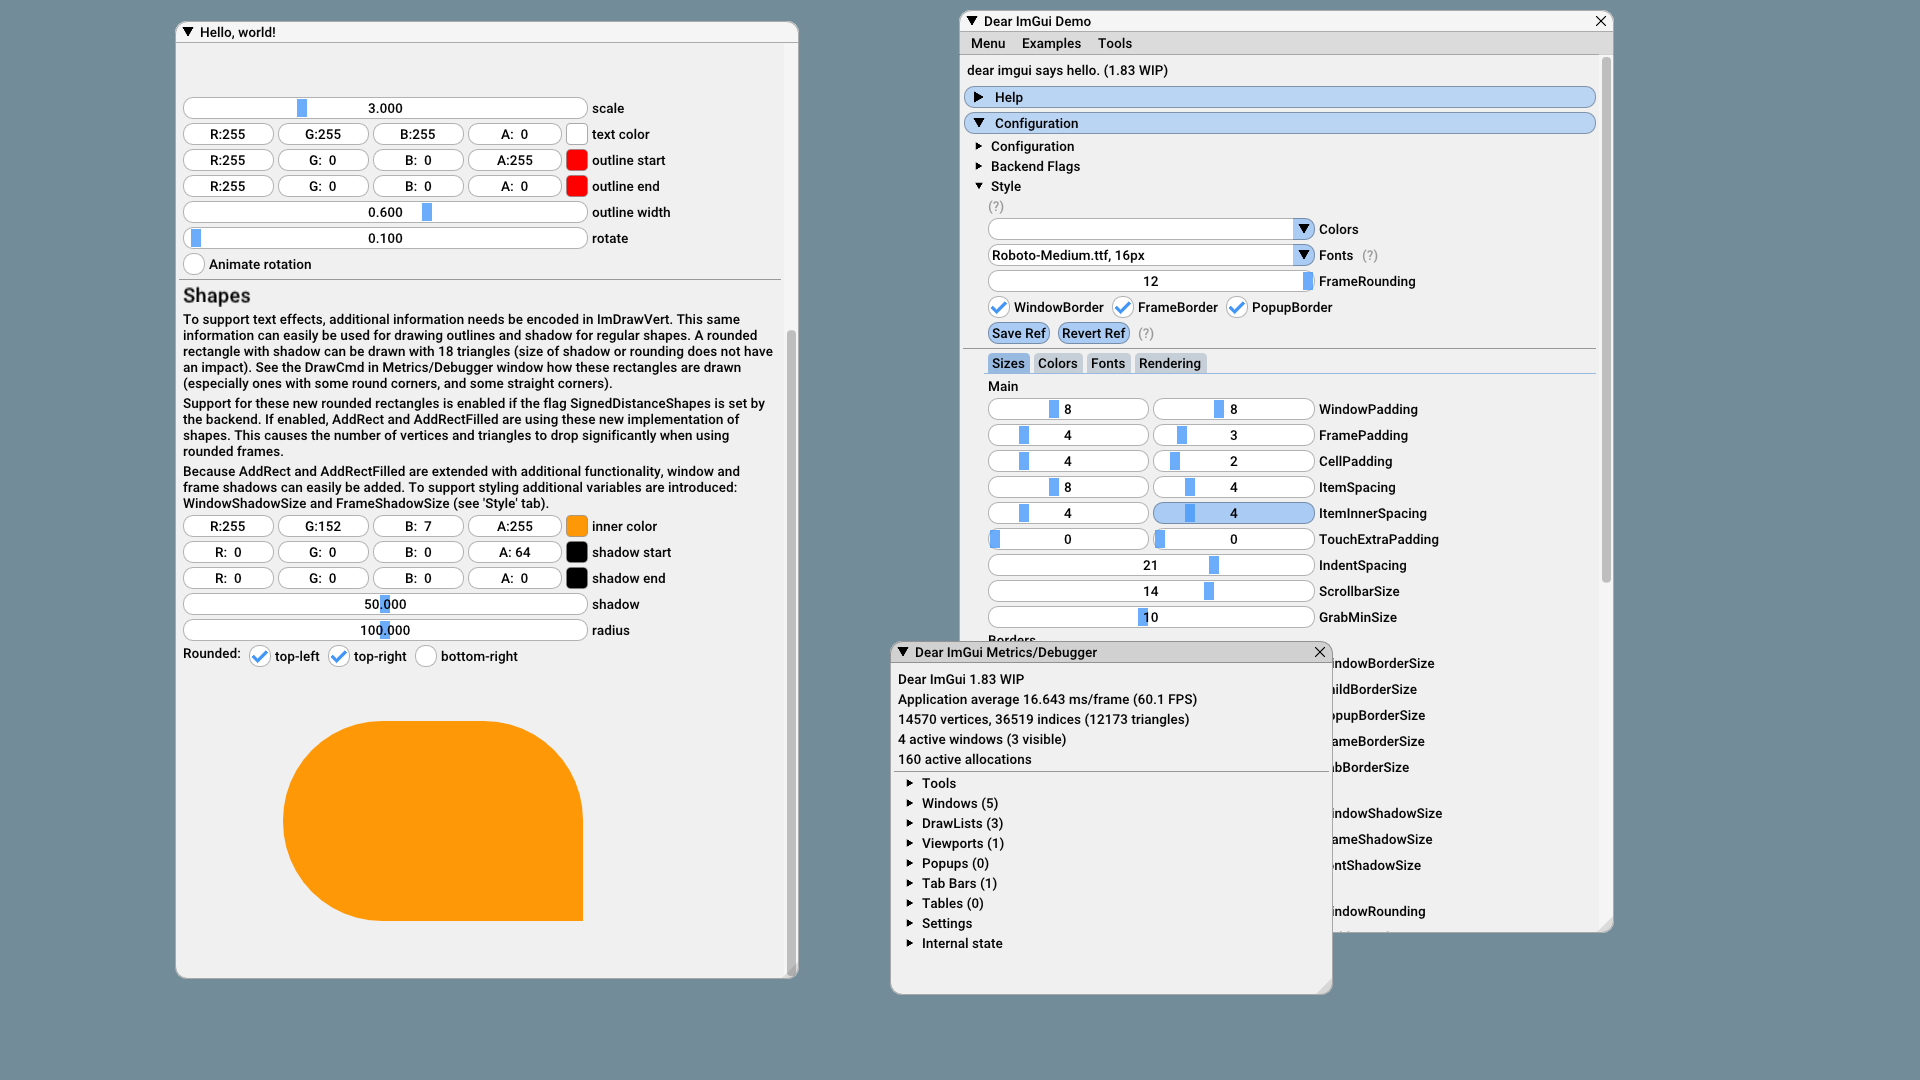 Hello, world!
3.000 scale
R:255 G:255 B:255 A: 0 text color
R:255 G: 0 B: 0 A:255 outline start
R:255 G: 0 B: 0 A: 0 outline end
0.600 outline width
0.100 rotate
Animate rotation
Shapes
To support text effects, additional information needs be encoded in ImDrawVert. This same
information can easily be used for drawing outlines and shadow for regular shapes. A rounded
rectangle with shadow can be drawn with 18 triangles (size of shadow or rounding does not have
an impact). See the DrawCmd in Metrics/Debugger window how these rectangles are drawn
(especially ones with some round corners, and some straight corners).
Support for these new rounded rectangles is enabled if the flag SignedDistanceShapes is set by
the backend. If enabled, AddRect and AddRectFilled are using these new implementation of
shapes. This causes the number of vertices and triangles to drop significantly when using
rounded frames.
Because AddRect and AddRectFilled are extended with additional functionality, window and
frame shadows can easily be added. To support styling additional variables are introduced:
WindowShadowSize and FrameShadowSize (see 'Style' tab).
R:255 G:152 B: 7 A:255 inner color
R: 0 G: 0 B: 0 A: 64 shadow start
R: 0 G: 0 B: 0 A: 0 shadow end
50.000 shadow
100.000 radius
Rounded: top-left top-right bottom-right
Dear ImGui Demo
Menu Examples Tools
dear imgui says hello. (1.83 WIP)
Help
Configuration
Configuration
Backend Flags
Style
(?)
Colors
Roboto-Medium.ttf, 16px Fonts (?)
12 FrameRounding
WindowBorder FrameBorder PopupBorder
Save Ref Revert Ref (?)
Sizes Colors Fonts Rendering
Main
8 8 WindowPadding
4 3 FramePadding
4 2 CellPadding
8 4 ItemSpacing
4 4 ItemInnerSpacing
0 0 TouchExtraPadding
21 IndentSpacing
14 ScrollbarSize
10 GrabMinSize
Borders
indowBorderSize
ildBorderSize
pupBorderSize
ameBorderSize
bBorderSize
indowShadowSize
ameShadowSize
ntShadowSize
indowRounding
Dear ImGui Metrics/Debugger
Dear ImGui 1.83 WIP
Application average 16.643 ms/frame (60.1 FPS)
14570 vertices, 36519 indices (12173 triangles)
4 active windows (3 visible)
160 active allocations
Tools
Windows (5)
DrawLists (3)
Viewports (1)
Popups (0)
Tab Bars (1)
Tables (0)
Settings
Internal state